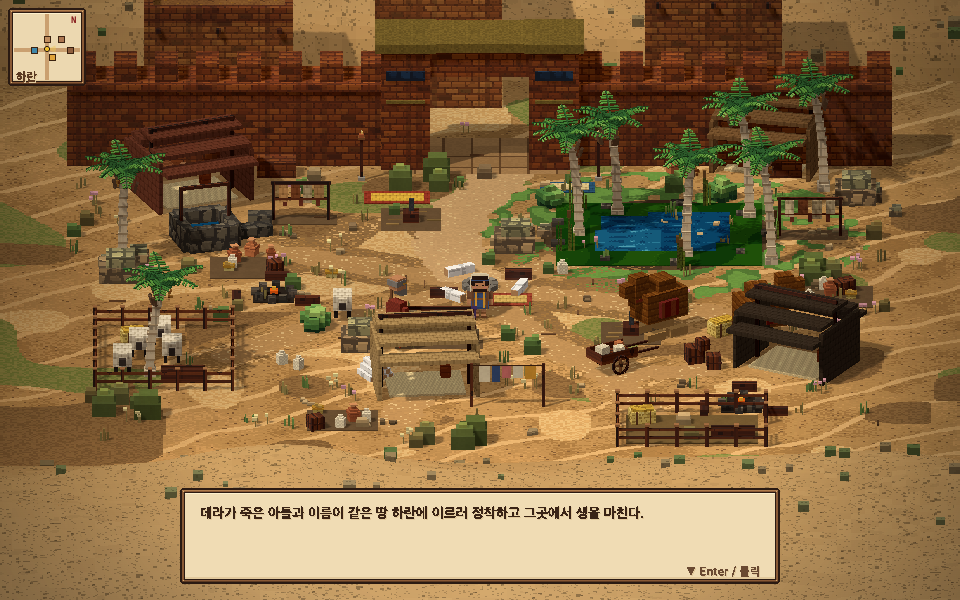 N
하란
데라가 죽은 아들과 이름이 같은 땅 하란에 이르러 정착하고 그곳에서 생을 마친다.
▼ Enter / 클릭